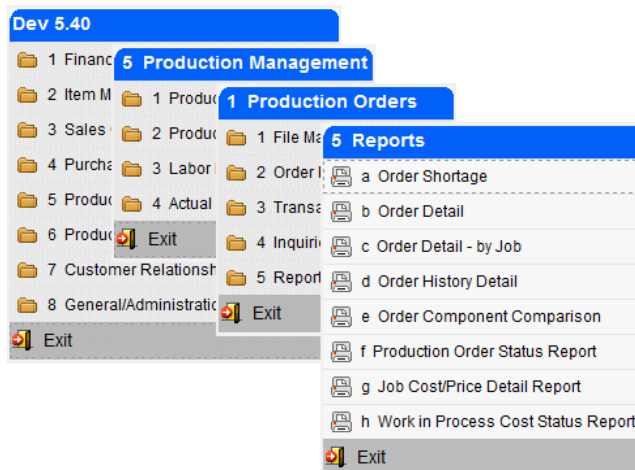 Dev 5.40
1 Financ
2 Item M
3 Sales
4 Purcha
5 Produc
6 Produc
7 Customer Relationsh
8 General/Administratio
Exit
5 Production Management
1 Produ
2 Produc
3 Labor
4 Actual
Exit
1 Production Orders
1 File Ma
2 Order
3 Transa
4 Inquiri
5 Report
Exit
5 Reports
a Order Shortage
b Order Detail
c Order Detail - by Job
d Order History Detail
e Order Component Comparison
f Production Order Status Report
g Job Cost/Price Detail Report
h Work in Process Cost Status Report
Exit